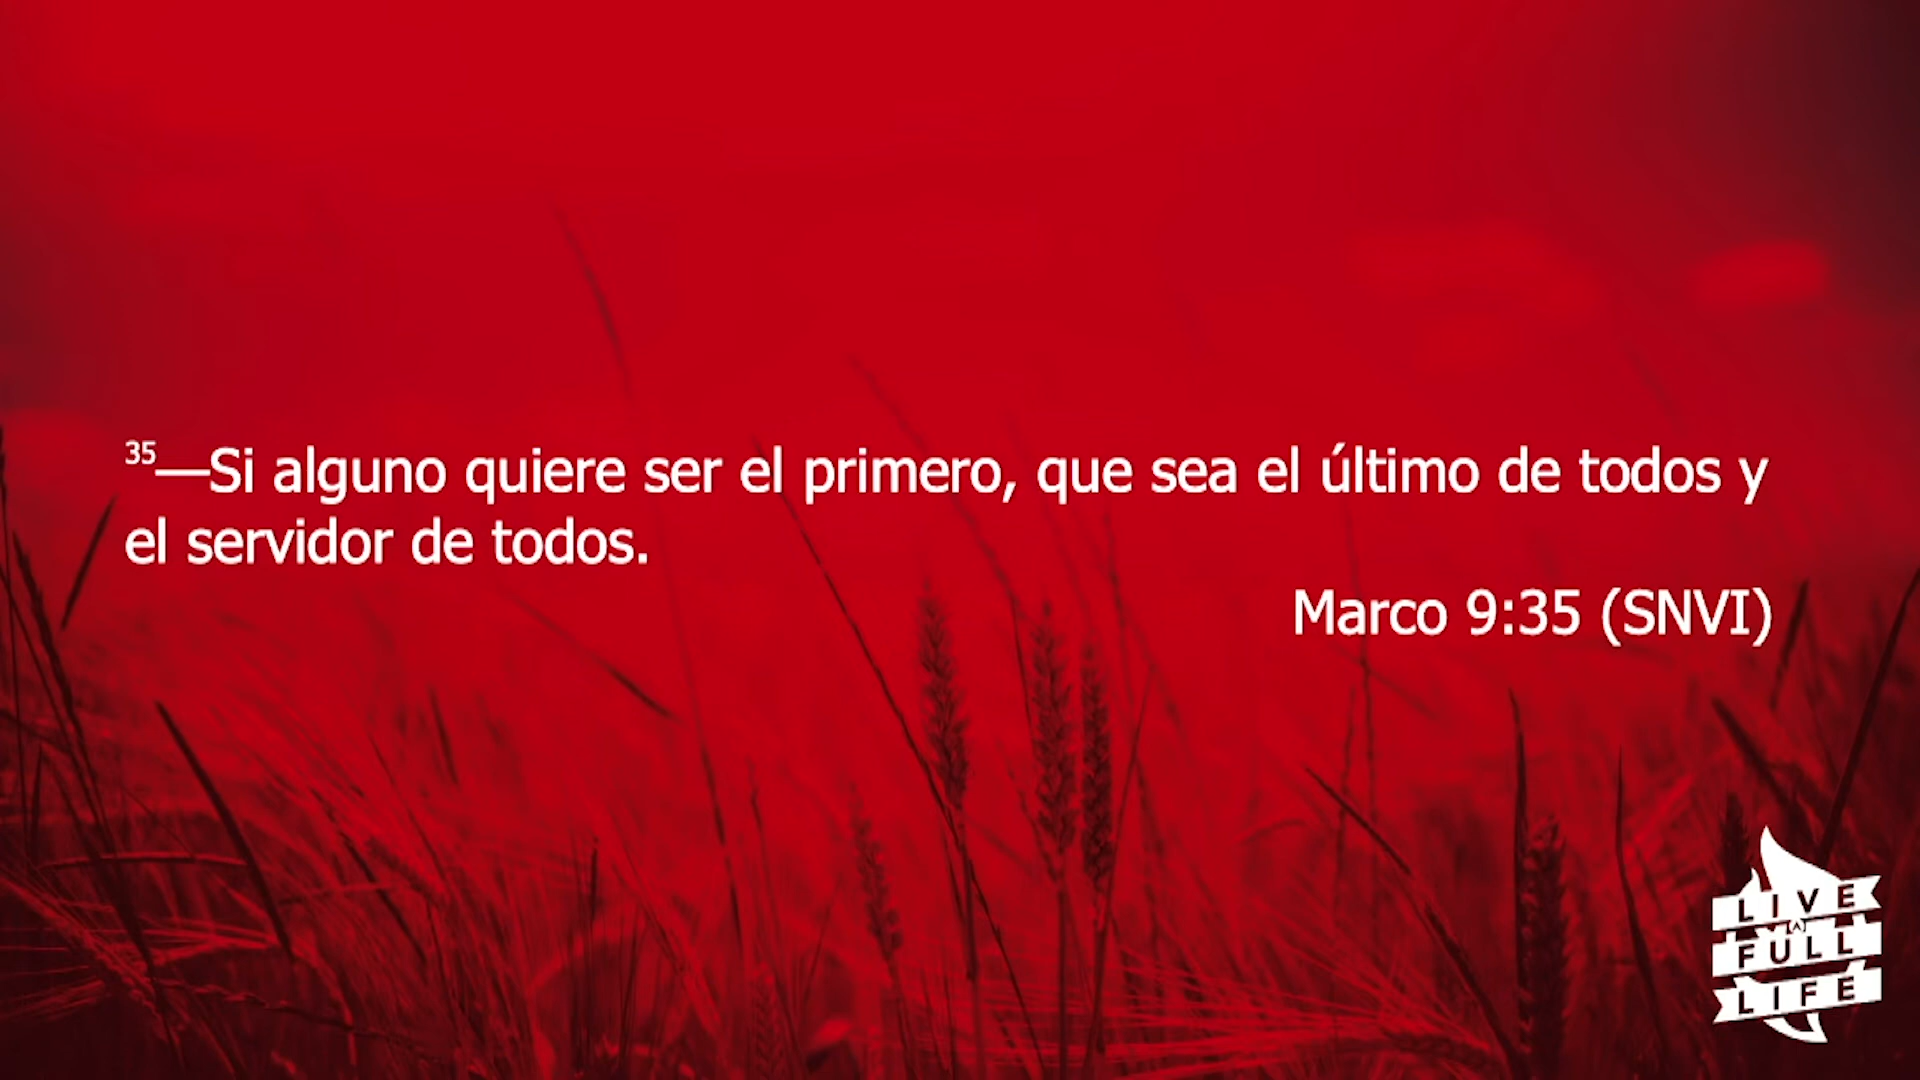 35—Si alguno quiere ser el primero, que sea el último de todos y
el servidor de todos.
Marco 9:35 (SNVI)
LIVE
A
FULL
LIFE